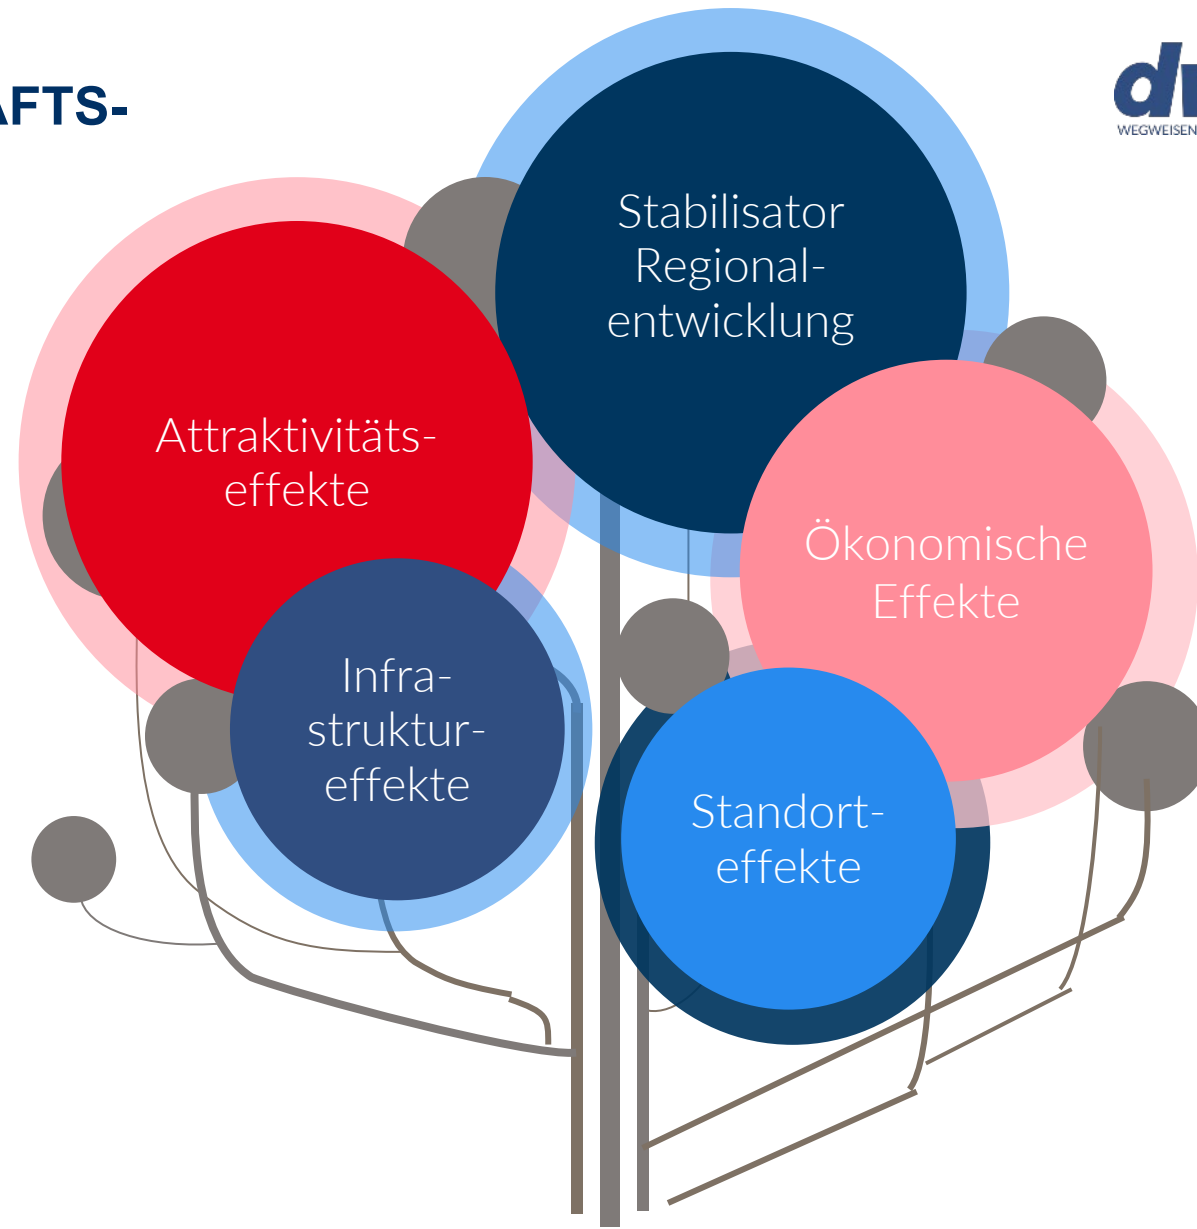 AFTS-
WEGWEISEN
Stabilisator
Regional-
entwicklung
Attraktivitäts-
effekte
Ökonomische
Effekte
Infra-
struktur-
effekte
Standort-
effekte